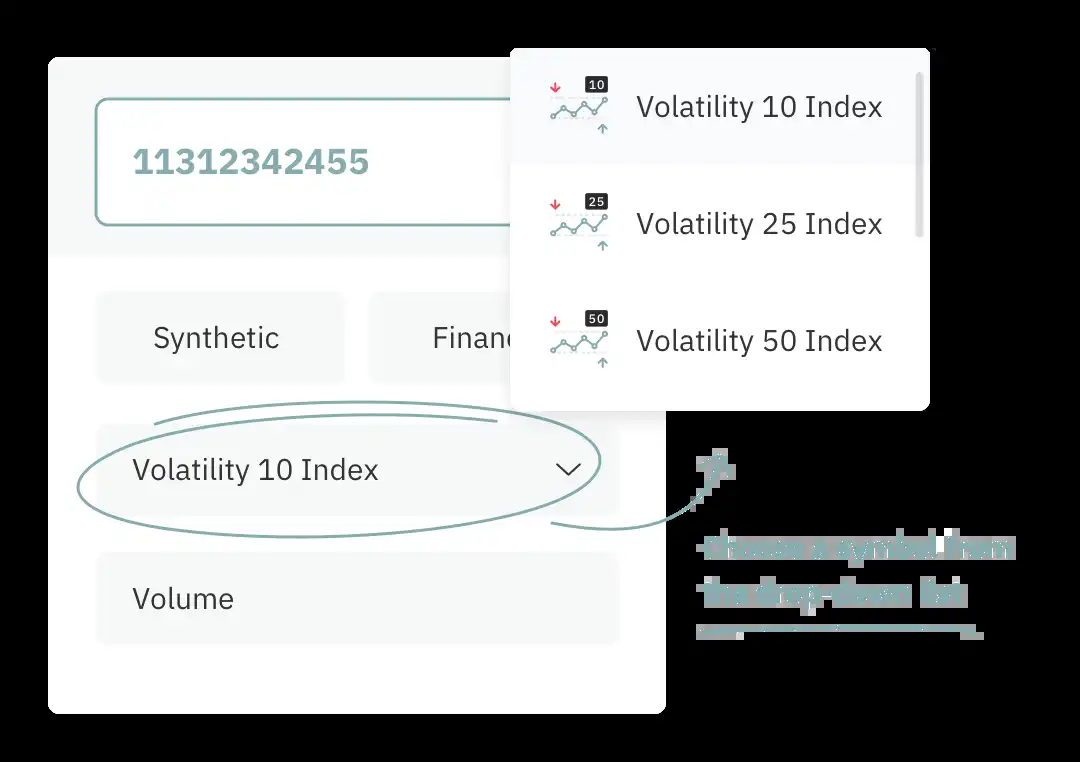 11312342455
Synthetic
Finan
Volatility 10 Index
Volume
10
Volatility 10 Index
25
Volatility 25 Index
50
Volatility 50 Index
Choose a symbol from
the drop-down list